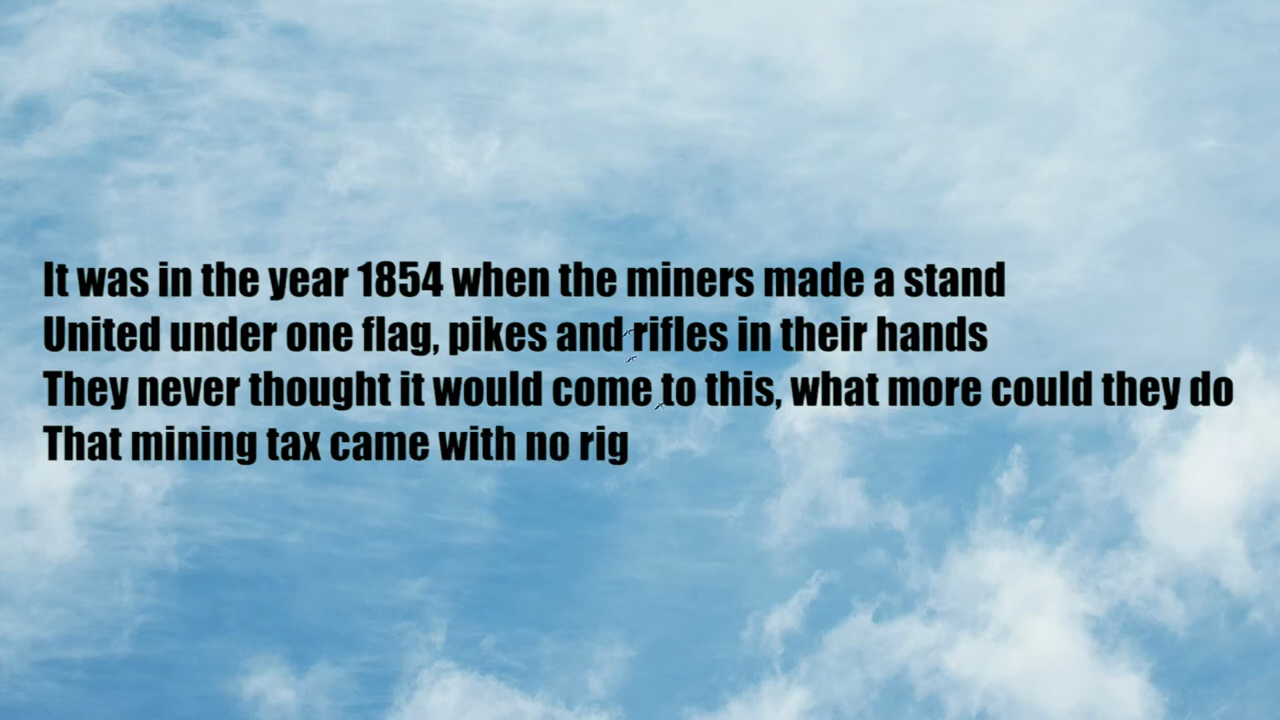 It was in the year 1854 when the miners made a stand
United under one flag, pikes and rifles in their hands
They never thought it would come to this, what more could they do
That mining tax came with no rig